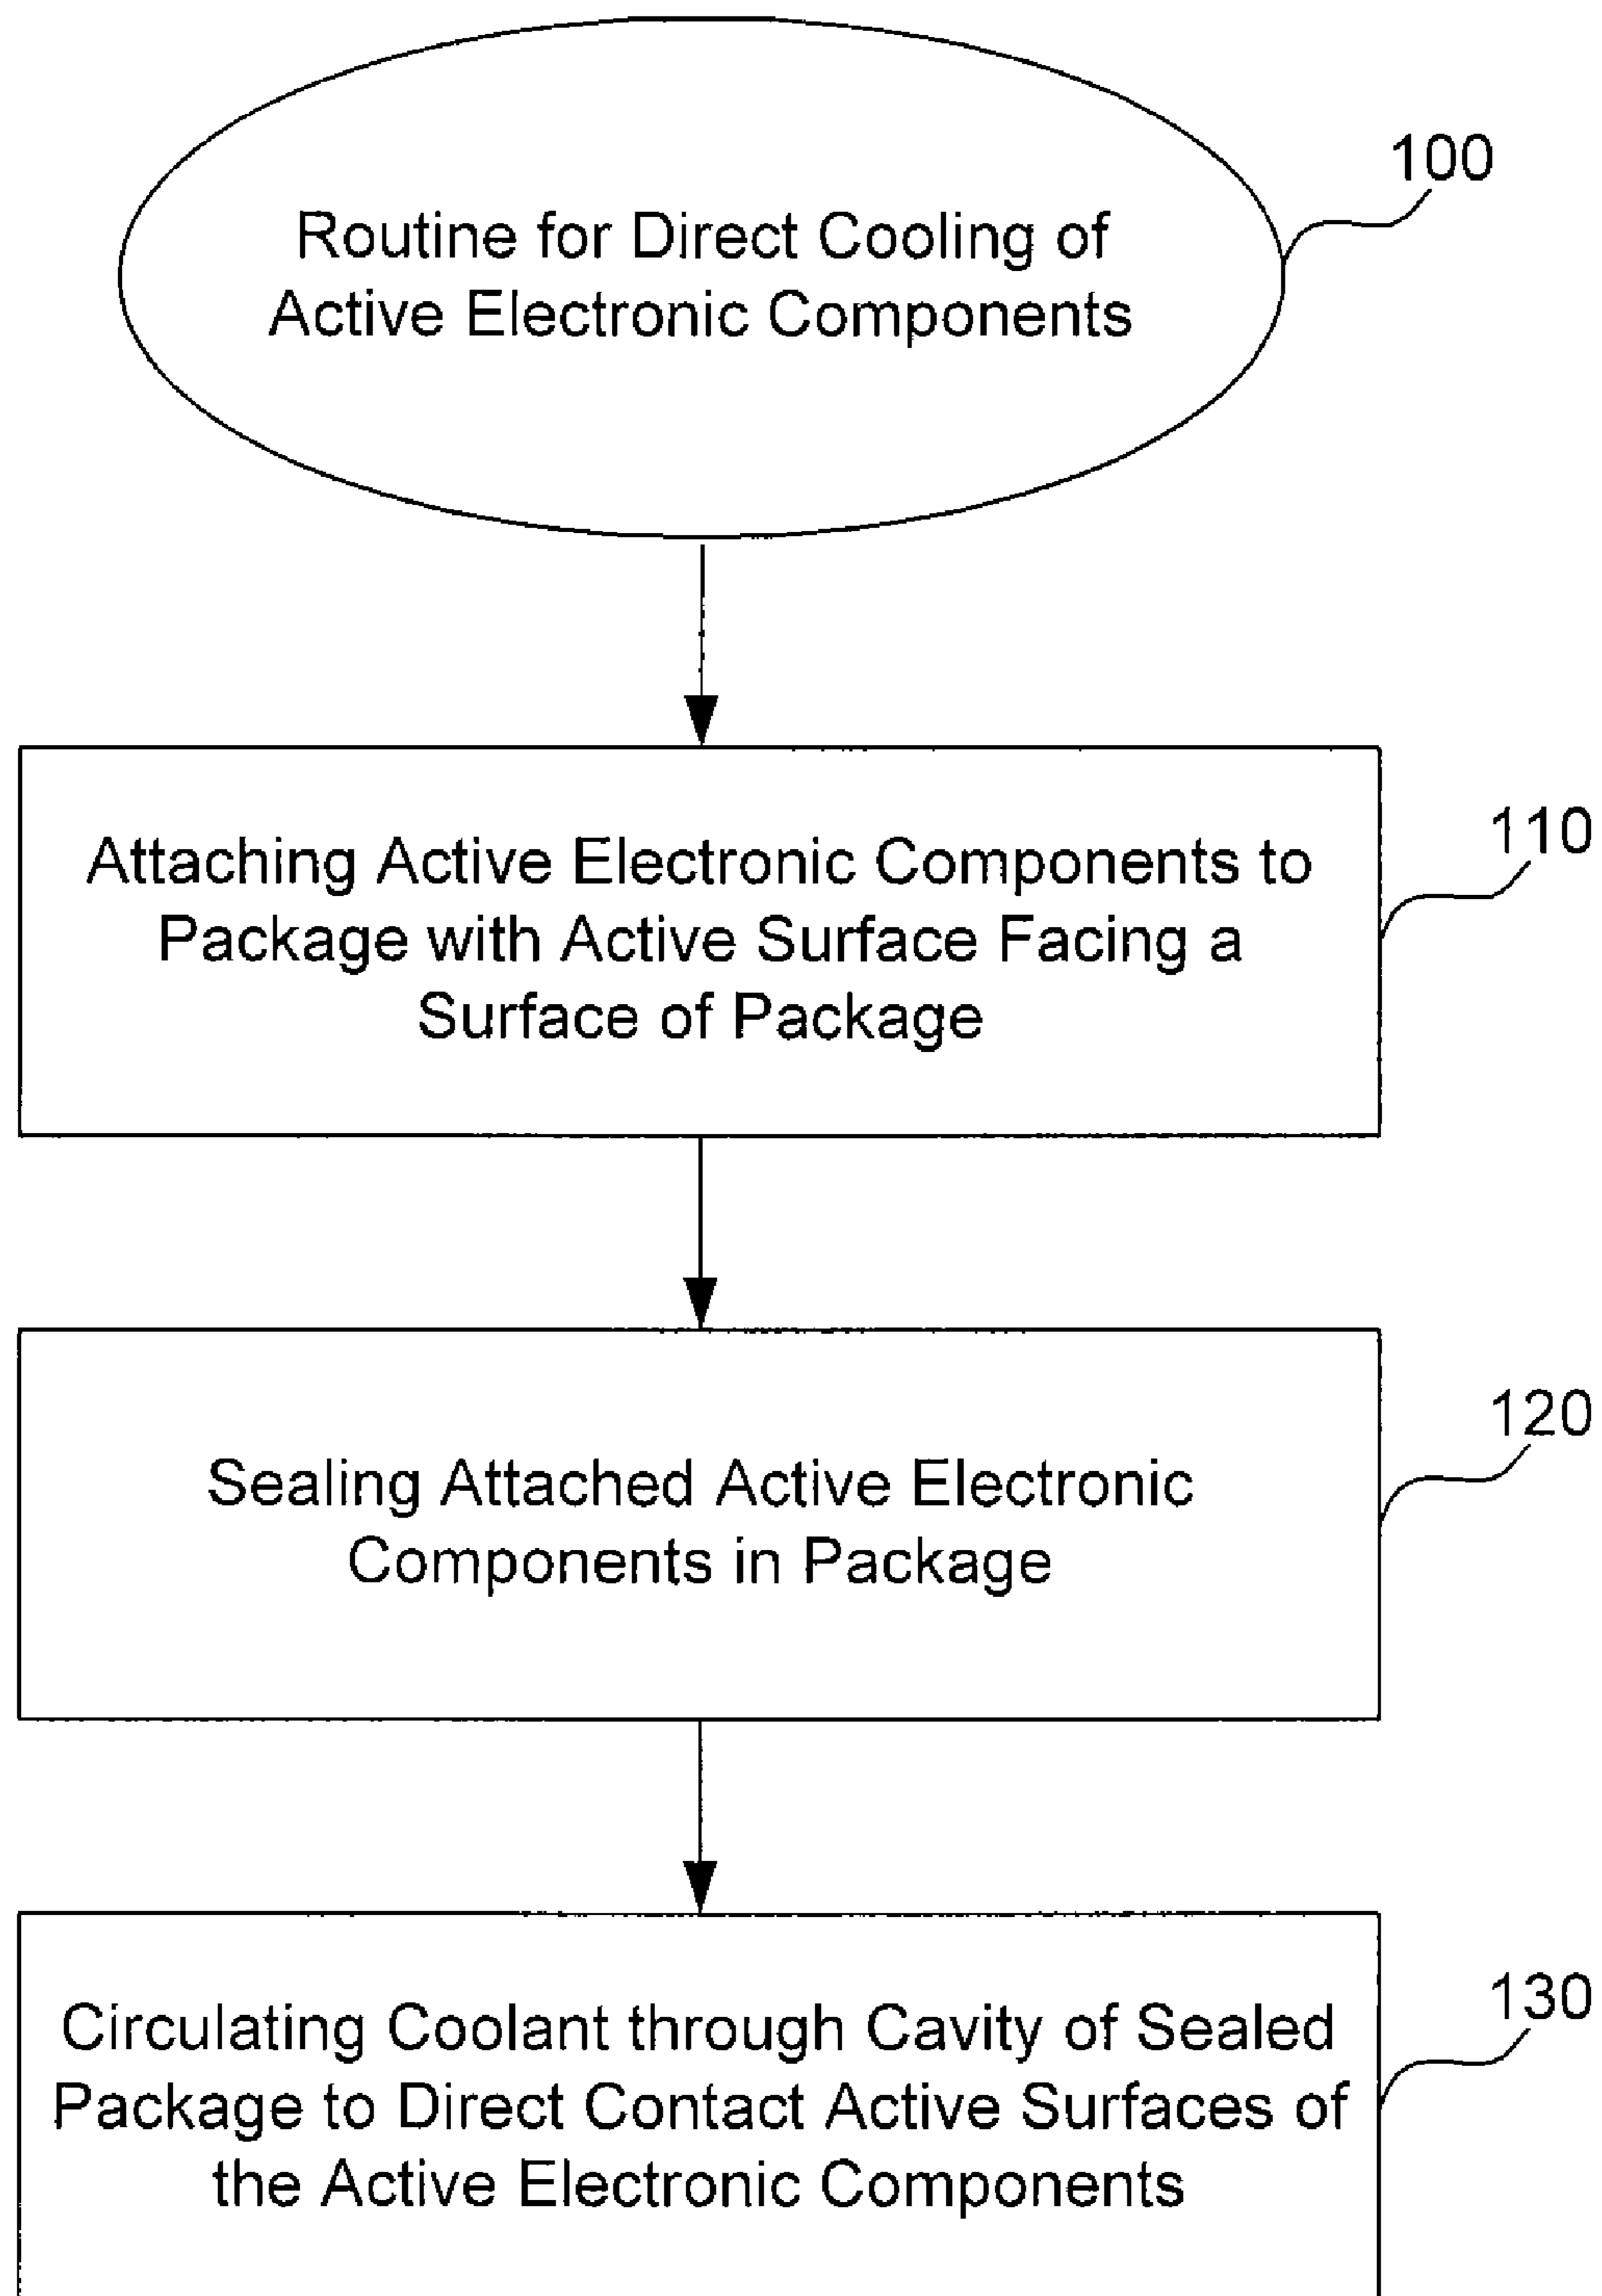 Routine for Direct Cooling of
Active Electronic Components
100
Attaching Active Electronic Components to
Package with Active Surface Facing a
Surface of Package
110
Sealing Attached Active Electronic
Components in Package
120
Circulating Coolant through Cavity of Sealed
Package to Direct Contact Active Surfaces of
the Active Electronic Components
130